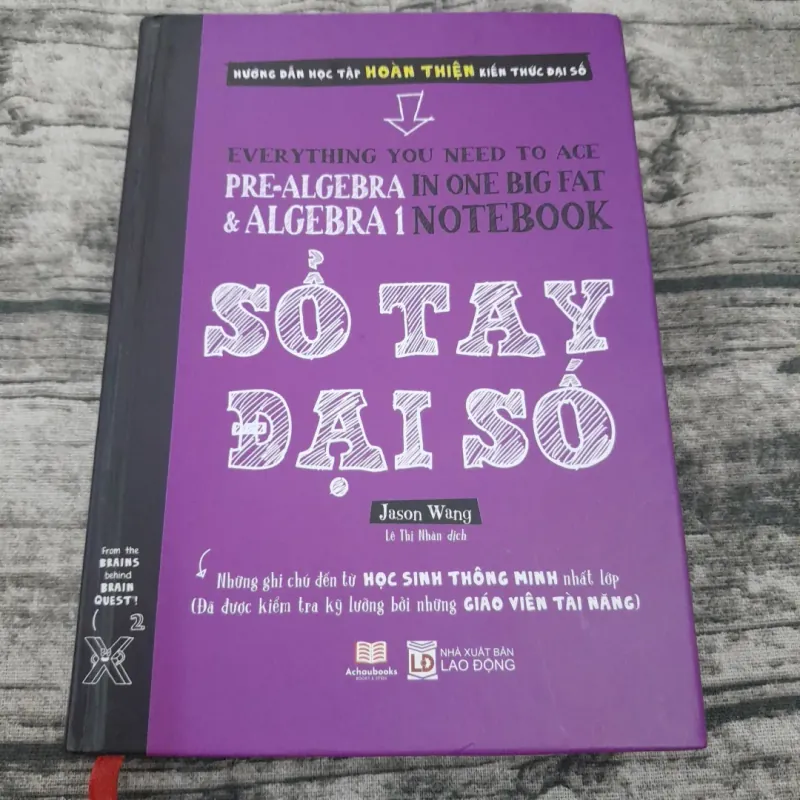 HƯỚNG DẪN HỌC TẬP HOÀN THIỆN KIẾN THỨC ĐẠI SỐ
EVERYTHING YOU NEED TO ACE
PRE-ALGEBRA IN ONE BIG FAT
& ALGEBRA 1 NOTEBOOK
SỔ TAY
ĐẠI SỐ
Jason Wang
Lê Thị Nhàn dịch
Những ghi chú đến từ HỌC SINH THÔNG MINH nhất lớp
(Đã được kiểm tra kỹ lưỡng bởi những GIÁO VIÊN TÀI NĂNG)
From the
BRAINS
behind
BRAIN
QUEST!
X2
Achaubooks
LĐ
NHÀ XUẤT BẢN
LAO ĐỘNG